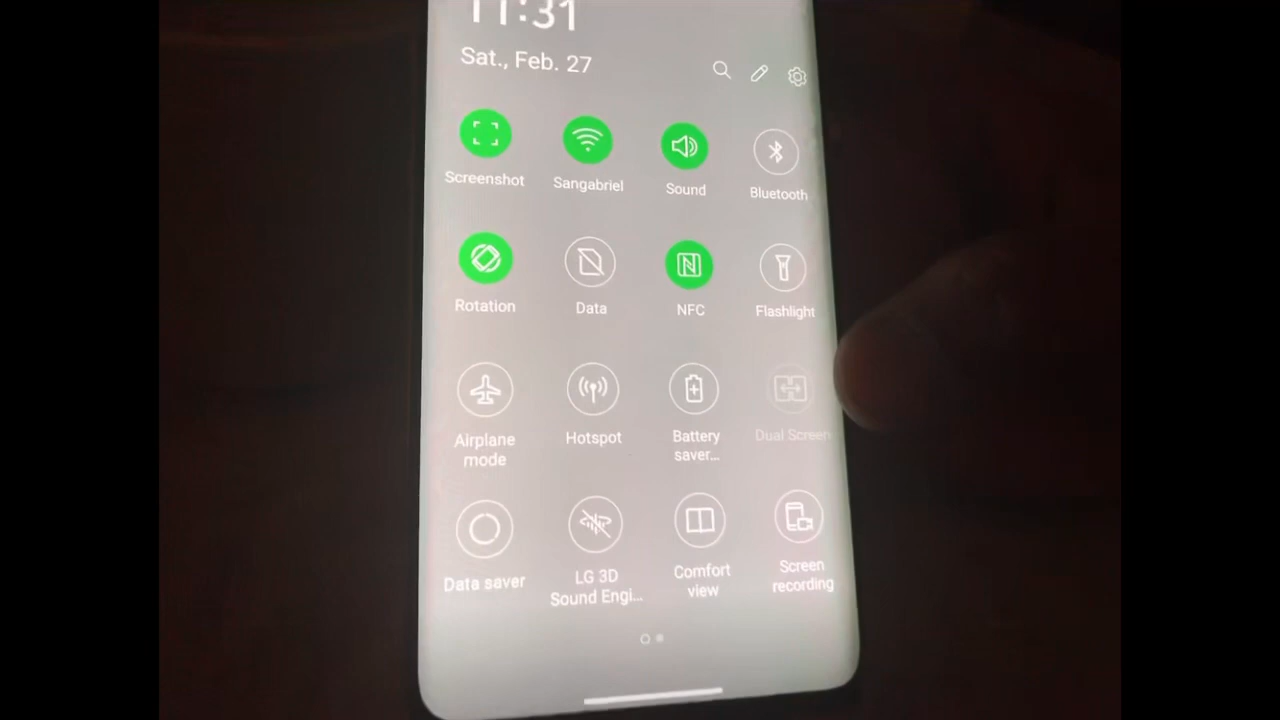 11:31
Sat., Feb. 27
Screenshot
Sangabriel
Sound
Bluetooth
Rotation
Data
NFC
Flashlight
Airplane
mode
Hotspot
Battery
saver...
Dual Screen
Data saver
LG 3D
Sound Engi...
Comfort
view
Screen
recording